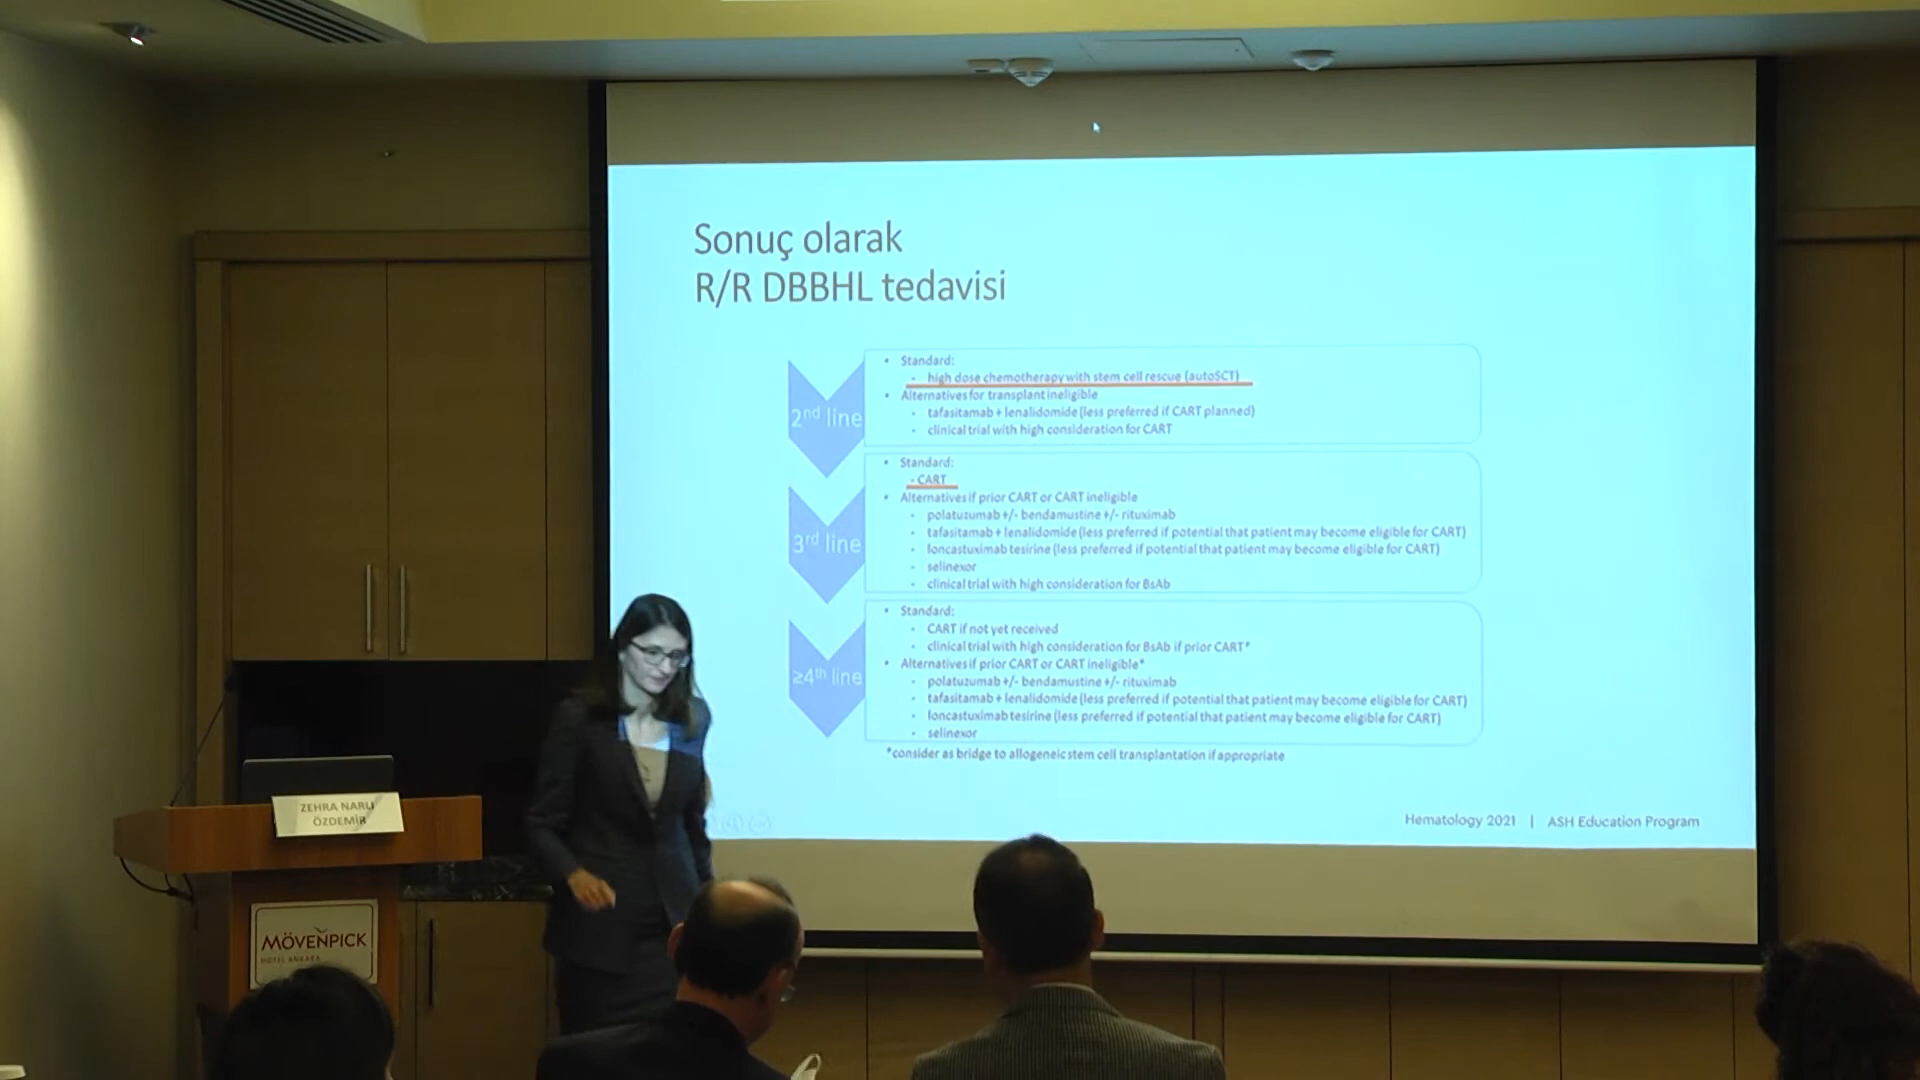 Sonuç olarak
R/R DBBHL tedavisi
2nd line
• Standard:
- high dose chemotherapy with stem cell rescue (autoSCT)
• Alternatives for transplant ineligible
- tafasitamab + lenalidomide (less preferred if CART planned)
- clinical trial with high consideration for CART
3rd line
• Standard:
- CART
• Alternatives if prior CART or CART ineligible
- polatuzumab +/- bendamustine +/- rituximab
- tafasitamab + lenalidomide (less preferred if potential that patient may become eligible for CART)
- loncastuximab tesirine (less preferred if potential that patient may become eligible for CART)
- selinexor
- clinical trial with high consideration for BsAb
≥4th line
• Standard:
- CART if not yet received
- clinical trial with high consideration for BsAb if prior CART*
• Alternatives if prior CART or CART ineligible*
- polatuzumab +/- bendamustine +/- rituximab
- tafasitamab + lenalidomide (less preferred if potential that patient may become eligible for CART)
- loncastuximab tesirine (less preferred if potential that patient may become eligible for CART)
- selinexor
*consider as bridge to allogeneic stem cell transplantation if appropriate
Hematology 2021 | ASH Education Program
ZEHRA NARLI
ÖZDEMİR
MÖVENPICK
HOTEL ANKARA